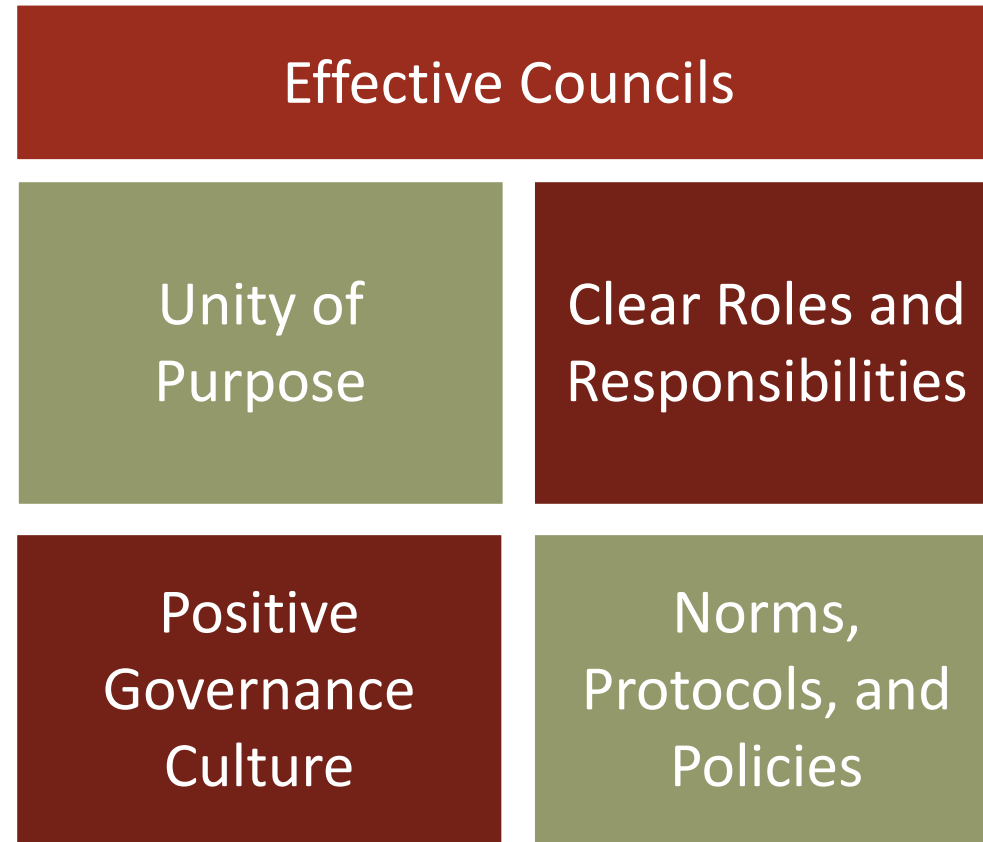 Effective Councils
Unity of
Purpose
Clear Roles and
Responsibilities
Positive
Governance
Culture
Norms,
Protocols, and
Policies